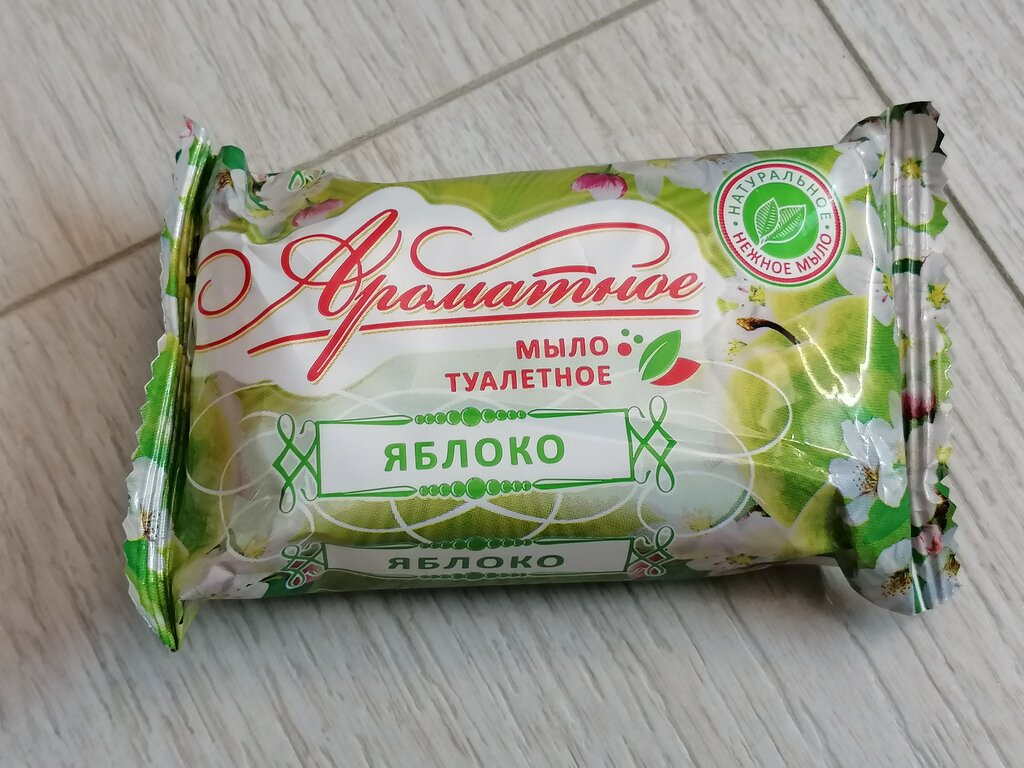 Ароматное
МЫЛО
ТУАЛЕТНОЕ
ЯБЛОКО
ЯБЛОКО
НАТУРАЛЬНОЕ
НЕЖНОЕ МЫЛО